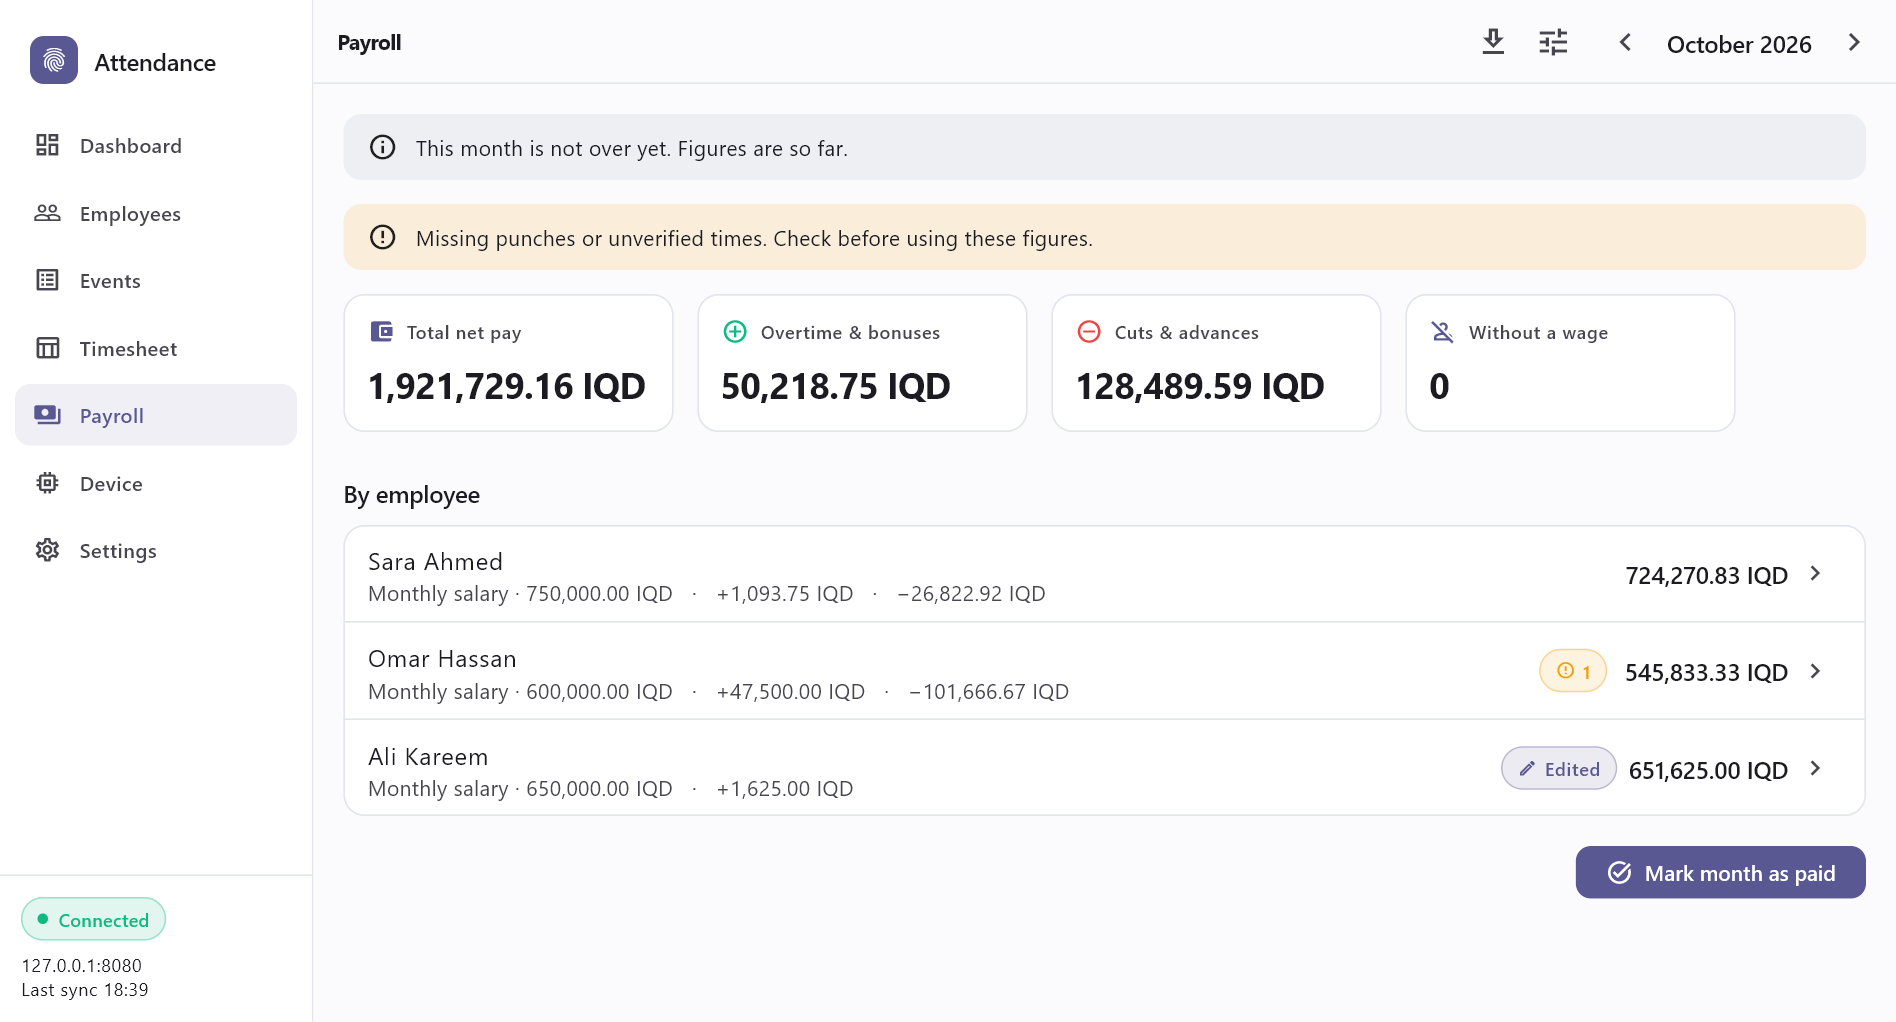 Attendance
Dashboard
Employees
Events
Timesheet
Payroll
Device
Settings
Connected
127.0.0.1:8080
Last sync 18:39
Payroll
October 2026
This month is not over yet. Figures are so far.
Missing punches or unverified times. Check before using these figures.
Total net pay
1,921,729.16 IQD
Overtime & bonuses
50,218.75 IQD
Cuts & advances
128,489.59 IQD
Without a wage
0
By employee
Sara Ahmed
Monthly salary · 750,000.00 IQD · +1,093.75 IQD · −26,822.92 IQD
724,270.83 IQD
Omar Hassan
Monthly salary · 600,000.00 IQD · +47,500.00 IQD · −101,666.67 IQD
1
545,833.33 IQD
Ali Kareem
Monthly salary · 650,000.00 IQD · +1,625.00 IQD
Edited
651,625.00 IQD
Mark month as paid